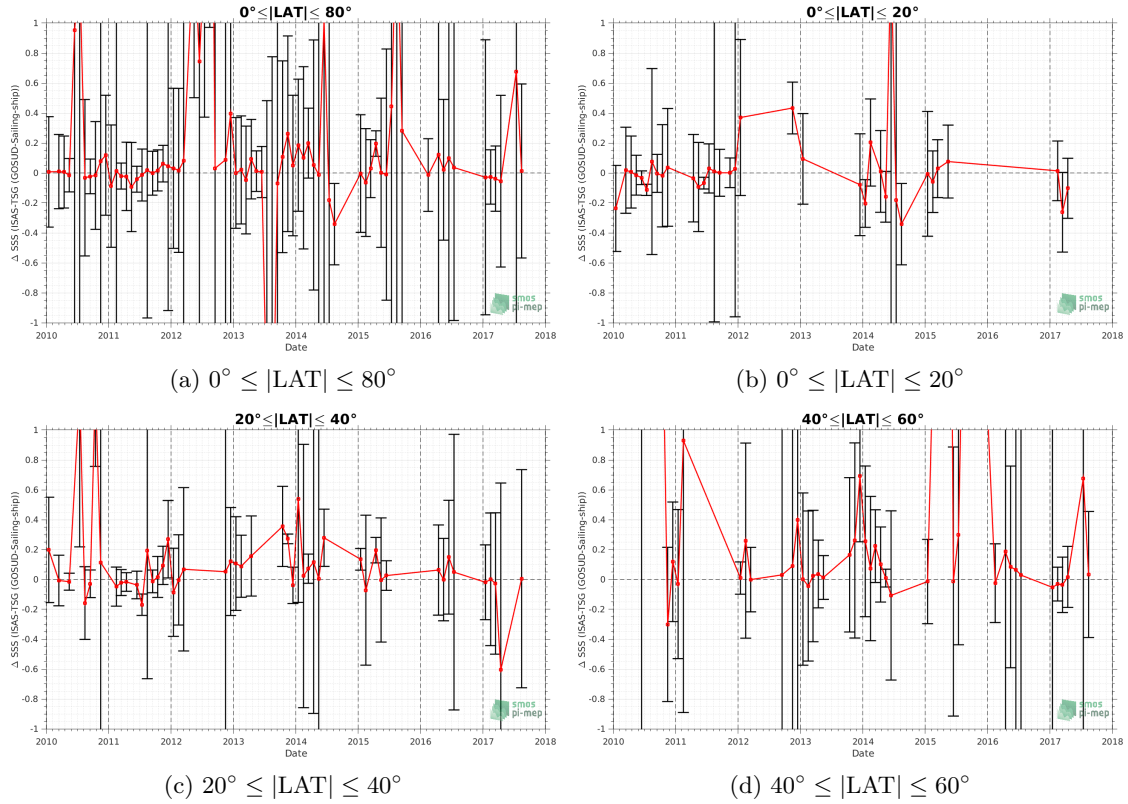 0°≤|LAT|≤ 80°
Δ SSS (ISAS-TSG (GOSUD-Sailing-ship))
1
0.8
0.6
0.4
0.2
0
-0.2
-0.4
-0.6
-0.8
-1
2010 2011 2012 2013 2014 2015 2016 2017 2018
Date
smos
pi-mep
(a) 0° ≤ |LAT| ≤ 80°
0°≤|LAT|≤ 20°
Δ SSS (ISAS-TSG (GOSUD-Sailing-ship))
1
0.8
0.6
0.4
0.2
0
-0.2
-0.4
-0.6
-0.8
-1
2010 2011 2012 2013 2014 2015 2016 2017 2018
Date
smos
pi-mep
(b) 0° ≤ |LAT| ≤ 20°
20°≤|LAT|≤ 40°
Δ SSS (ISAS-TSG (GOSUD-Sailing-ship))
1
0.8
0.6
0.4
0.2
0
-0.2
-0.4
-0.6
-0.8
-1
2010 2011 2012 2013 2014 2015 2016 2017 2018
Date
smos
pi-mep
(c) 20° ≤ |LAT| ≤ 40°
40°≤|LAT|≤ 60°
Δ SSS (ISAS-TSG (GOSUD-Sailing-ship))
1
0.8
0.6
0.4
0.2
0
-0.2
-0.4
-0.6
-0.8
-1
2010 2011 2012 2013 2014 2015 2016 2017 2018
Date
smos
pi-mep
(d) 40° ≤ |LAT| ≤ 60°